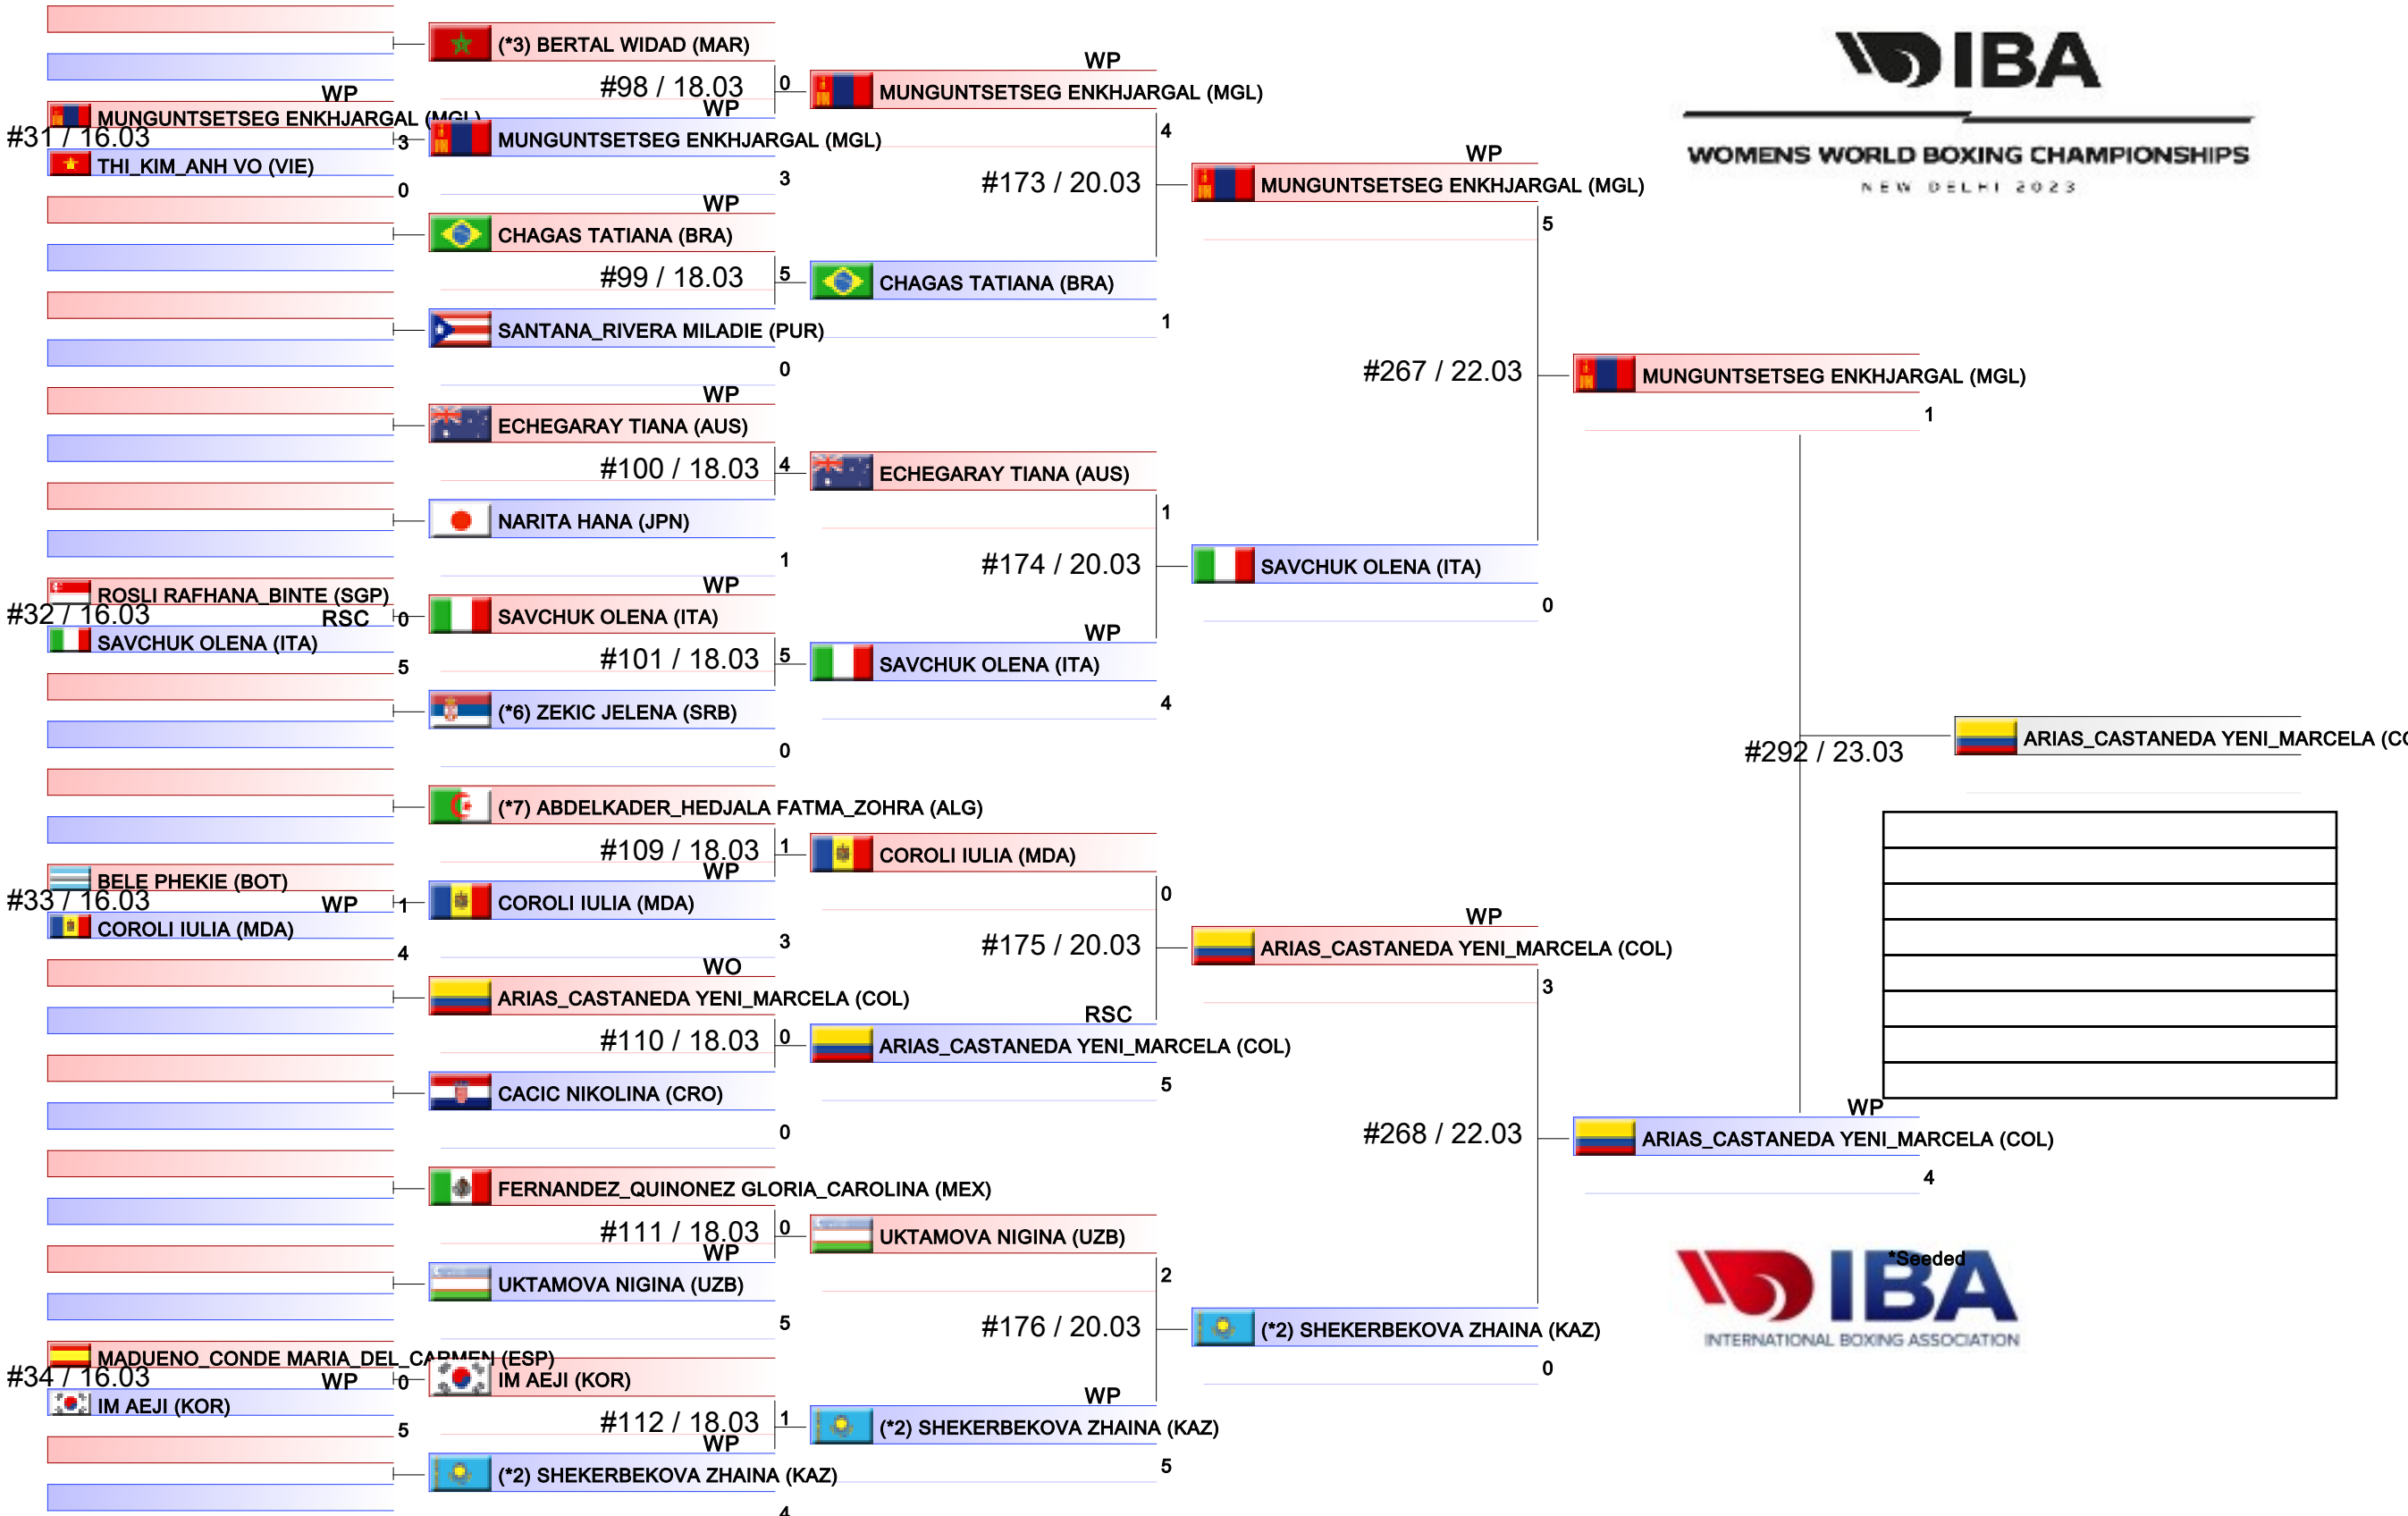 WP
MUNGUNTSETSEG ENKHJARGAL (MGL)
#31 / 16.03
3
THI_KIM_ANH VO (VIE)
0
ROSLI RAFHANA_BINTE (SGP)
#32 / 16.03
RSC
0
SAVCHUK OLENA (ITA)
5
BELE PHEKIE (BOT)
#33 / 16.03
WP
1
COROLI IULIA (MDA)
4
MADUENO_CONDE MARIA_DEL_CARMEN (ESP)
#34 / 16.03
WP
0
IM AEJI (KOR)
5
(*3) BERTAL WIDAD (MAR)
#98 / 18.03
0
WP
MUNGUNTSETSEG ENKHJARGAL (MGL)
3
WP
CHAGAS TATIANA (BRA)
#99 / 18.03
5
SANTANA_RIVERA MILADIE (PUR)
0
WP
ECHEGARAY TIANA (AUS)
#100 / 18.03
4
NARITA HANA (JPN)
1
WP
SAVCHUK OLENA (ITA)
#101 / 18.03
5
(*6) ZEKIC JELENA (SRB)
0
(*7) ABDELKADER_HEDJALA FATMA_ZOHRA (ALG)
#109 / 18.03
1
WP
COROLI IULIA (MDA)
3
WO
ARIAS_CASTANEDA YENI_MARCELA (COL)
#110 / 18.03
0
CACIC NIKOLINA (CRO)
0
FERNANDEZ_QUINONEZ GLORIA_CAROLINA (MEX)
#111 / 18.03
0
WP
UKTAMOVA NIGINA (UZB)
5
IM AEJI (KOR)
#112 / 18.03
1
WP
(*2) SHEKERBEKOVA ZHAINA (KAZ)
4
WP
MUNGUNTSETSEG ENKHJARGAL (MGL)
4
#173 / 20.03
CHAGAS TATIANA (BRA)
1
ECHEGARAY TIANA (AUS)
1
#174 / 20.03
WP
SAVCHUK OLENA (ITA)
4
COROLI IULIA (MDA)
0
#175 / 20.03
RSC
ARIAS_CASTANEDA YENI_MARCELA (COL)
5
UKTAMOVA NIGINA (UZB)
2
#176 / 20.03
WP
(*2) SHEKERBEKOVA ZHAINA (KAZ)
5
WP
MUNGUNTSETSEG ENKHJARGAL (MGL)
5
#267 / 22.03
SAVCHUK OLENA (ITA)
0
WP
ARIAS_CASTANEDA YENI_MARCELA (COL)
3
#268 / 22.03
(*2) SHEKERBEKOVA ZHAINA (KAZ)
0
MUNGUNTSETSEG ENKHJARGAL (MGL)
1
#292 / 23.03
WP
ARIAS_CASTANEDA YENI_MARCELA (COL)
4
ARIAS_CASTANEDA YENI_MARCELA (CO
IBA
WOMENS WORLD BOXING CHAMPIONSHIPS
NEW DELHI 2023
*Seeded
IBA
INTERNATIONAL BOXING ASSOCIATION